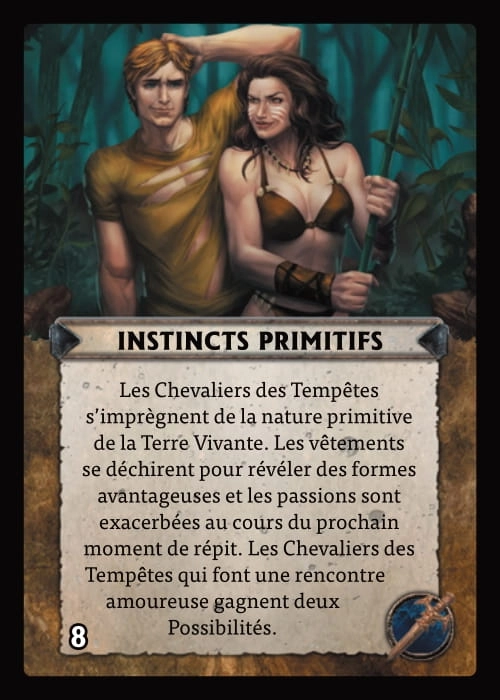 INSTINCTS PRIMITIFS
Les Chevaliers des Tempêtes
s’imprègnent de la nature primitive
de la Terre Vivante. Les vêtements
se déchirent pour révéler des formes
avantageuses et les passions sont
exacerbées au cours du prochain
moment de répit. Les Chevaliers des
Tempêtes qui font une rencontre
amoureuse gagnent deux
Possibilités.
8